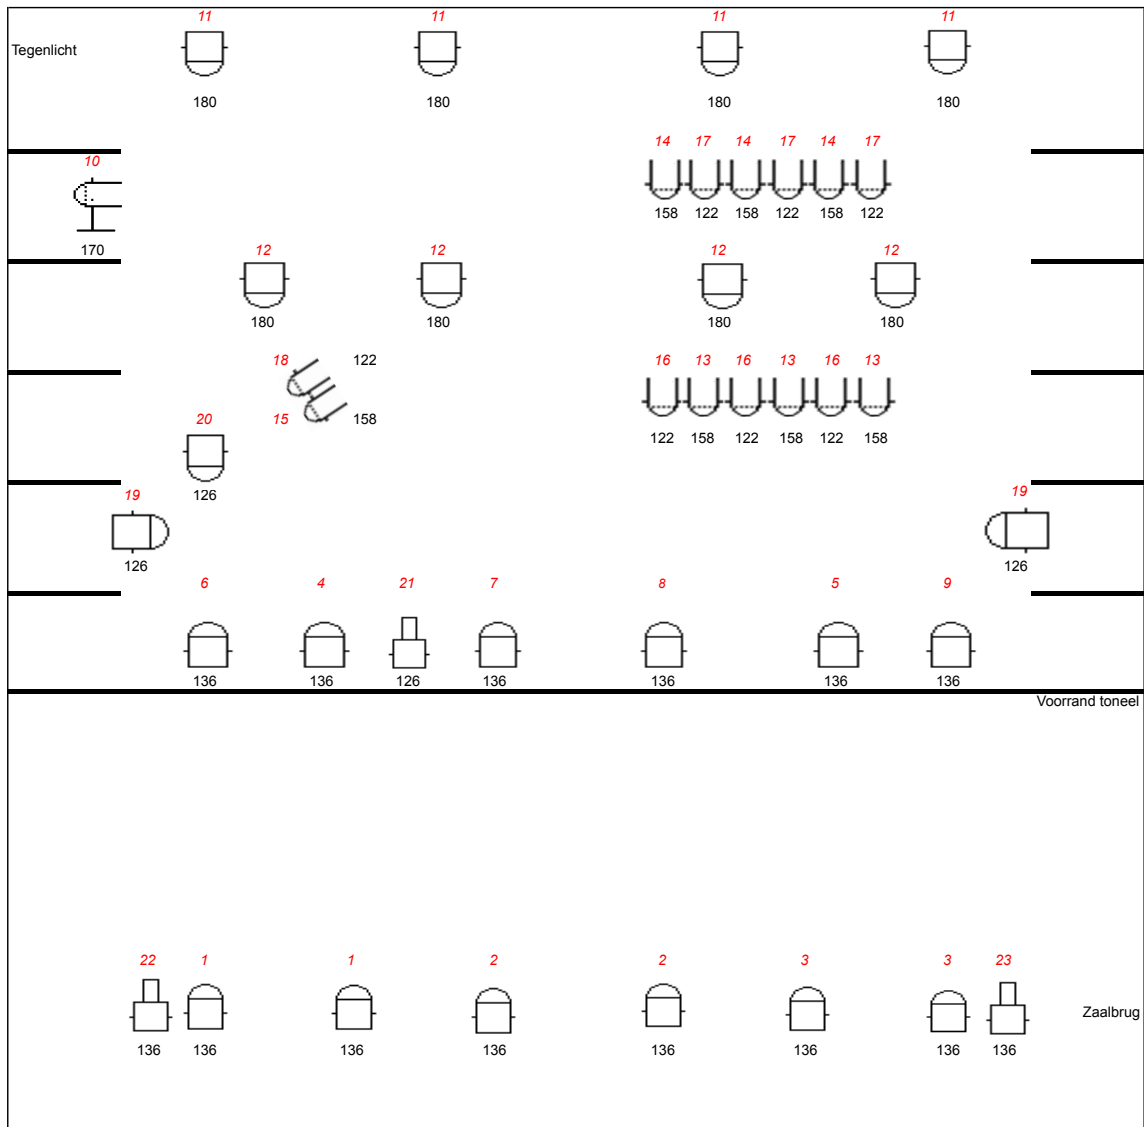 11 11 11 11
Tegenlicht
180 180 180 180
14 17 14 17 14 17
10
158 122 158 122 158 122
170
12 12 12 12
180 180 180 180
18 122 16 13 16 13 16 13
20 15 158
122 158 122 158 122 158
126
19 19
126 126
6 4 21 7 8 5 9
136 136 126 136 136 136 136
Voorrand toneel
22 1 1 2 2 3 3 23
Zaalbrug
136 136 136 136 136 136 136 136